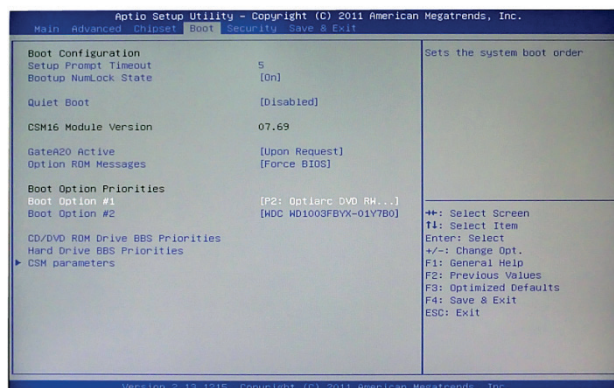 Aptio Setup Utility - Copyright (C) 2011 American Megatrends, Inc.
Main Advanced Chipset Boot Security Save & Exit
Boot Configuration
Setup Prompt Timeout 5
Bootup NumLock State [On]
Quiet Boot [Disabled]
CSM16 Module Version 07.69
GateA20 Active [Upon Request]
Option ROM Messages [Force BIOS]
Boot Option Priorities
Boot Option #1 [P2: Optiarc DVD RW...]
Boot Option #2 [WDC WD1003FBYX-01Y7B0]
CD/DVD ROM Drive BBS Priorities
Hard Drive BBS Priorities
CSM parameters
Sets the system boot order
: Select Screen
↑↓: Select Item
Enter: Select
+/-: Change Opt.
F1: General Help
F2: Previous Values
F3: Optimized Defaults
F4: Save & Exit
ESC: Exit
Version 2.13.1215. Copyright (C) 2011 American Megatrends, Inc.